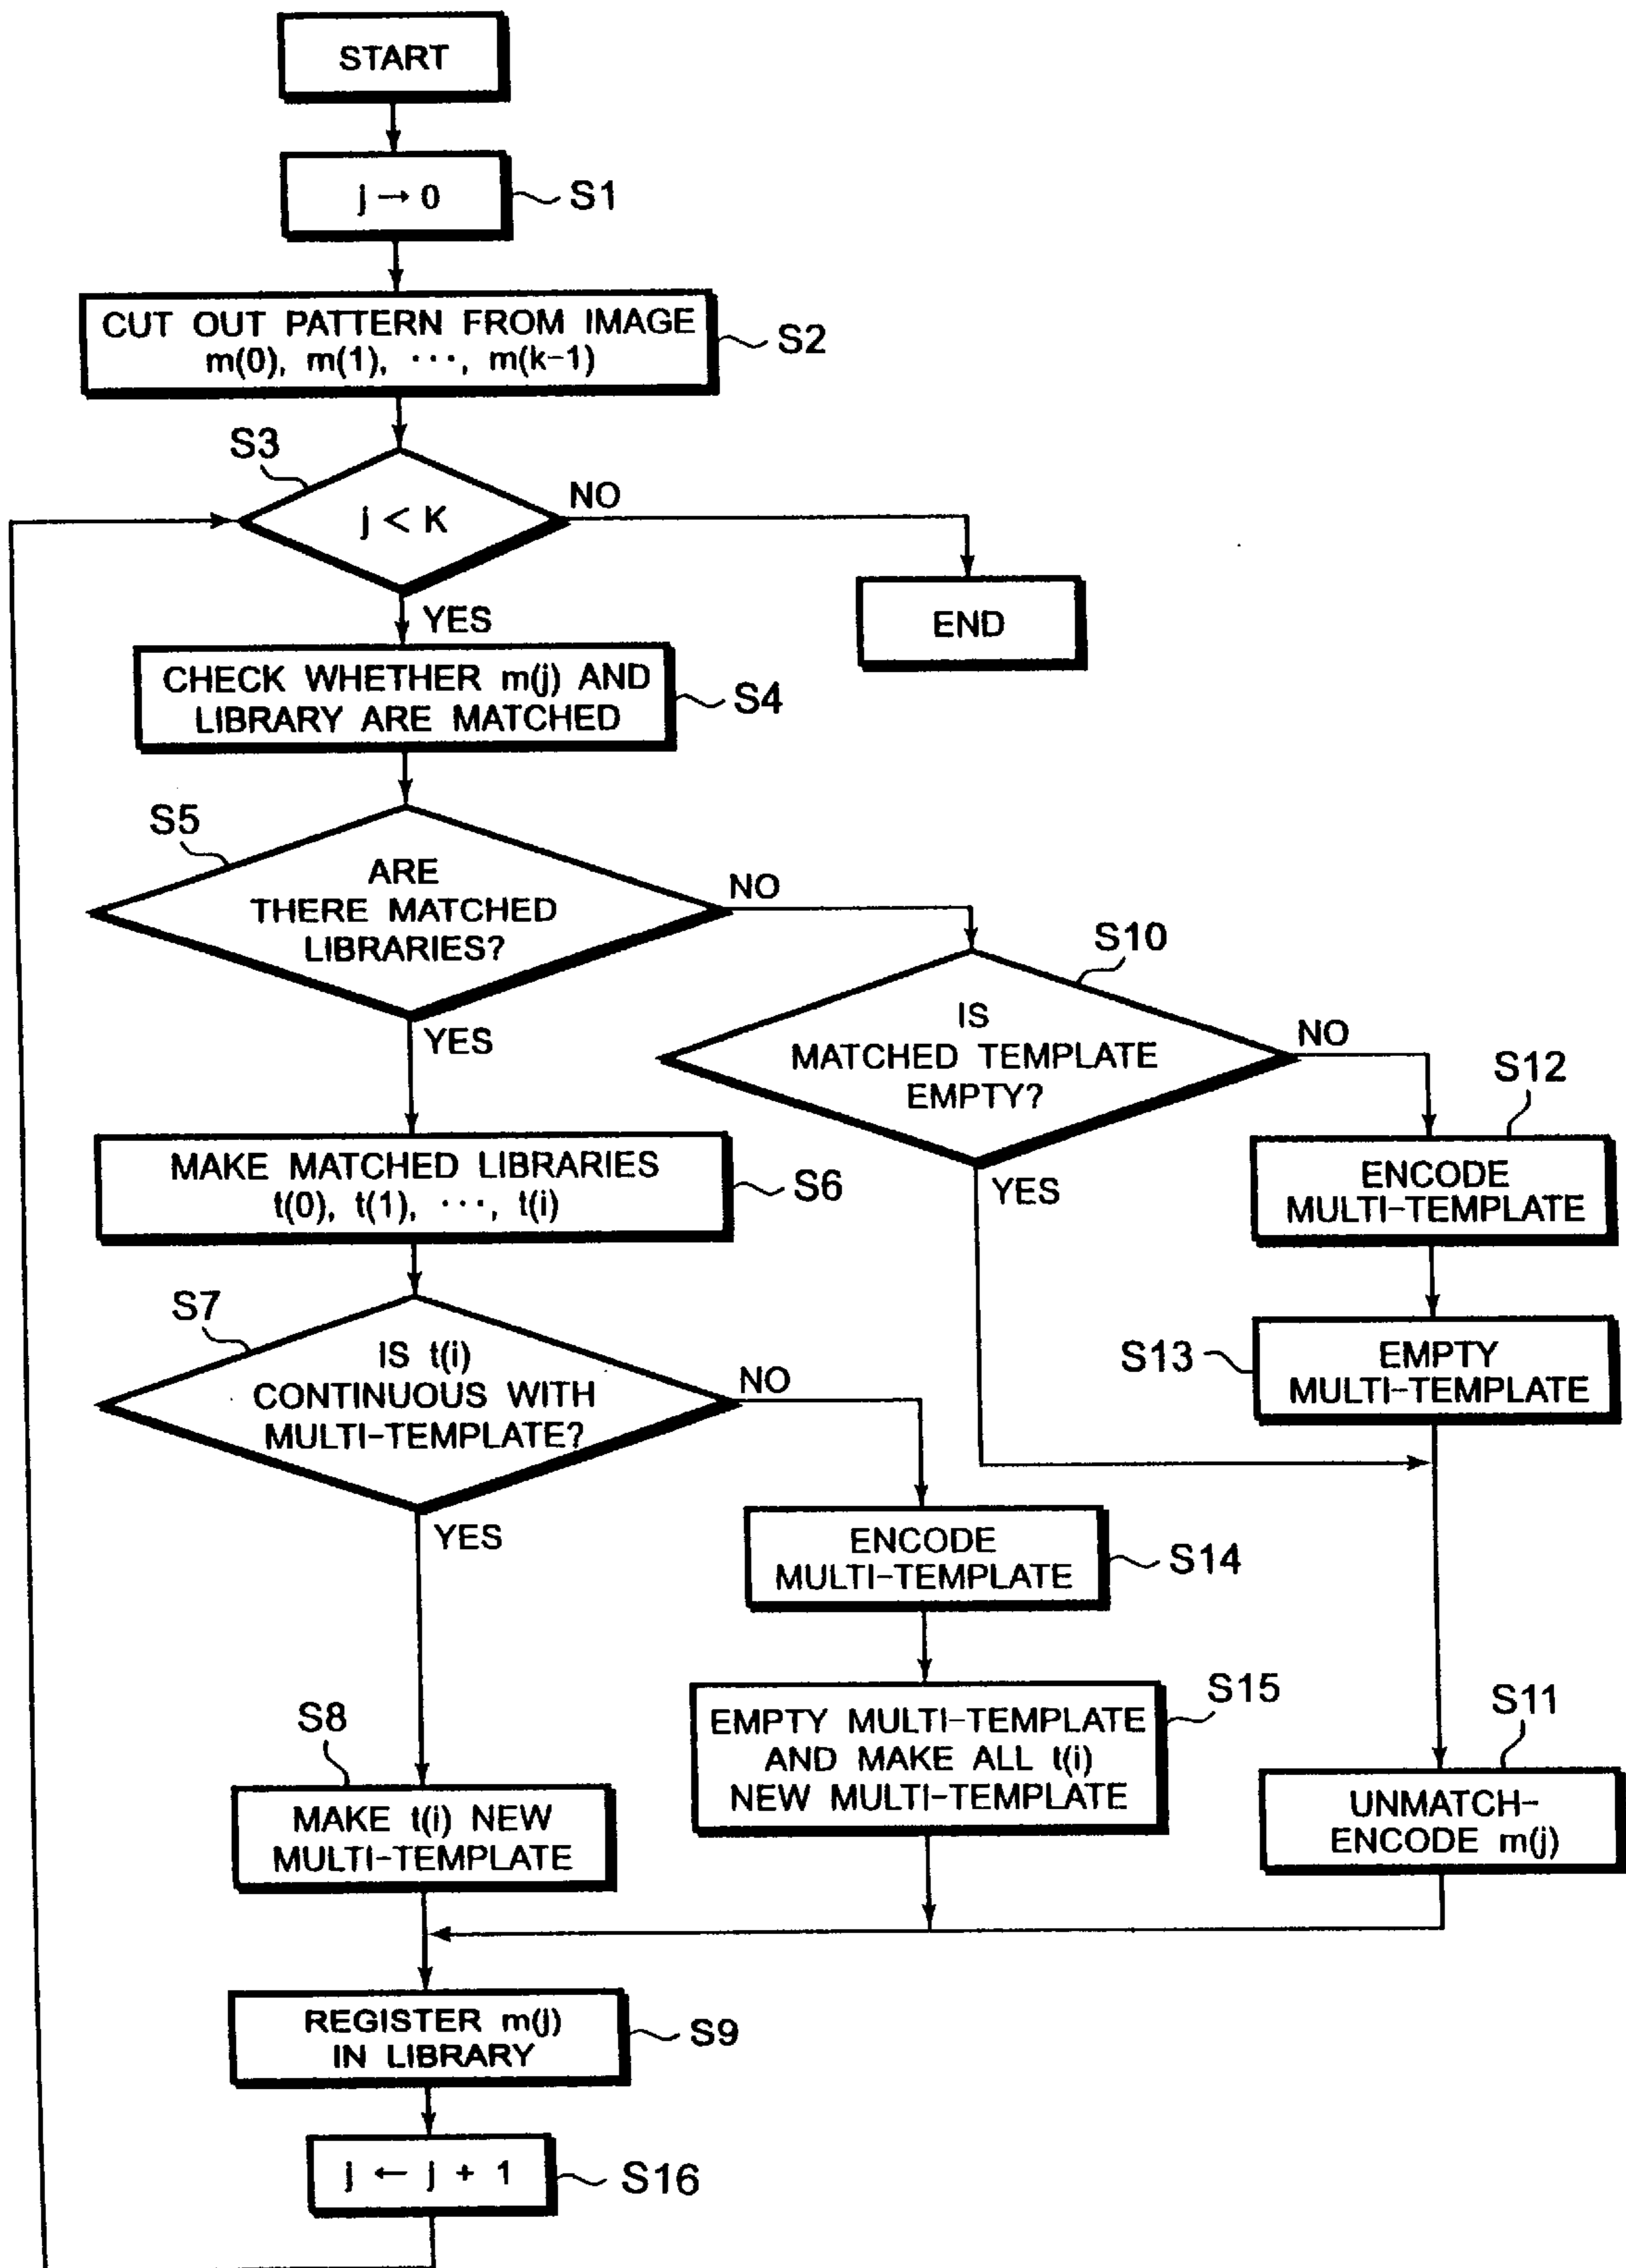 START
j → 0
S1
CUT OUT PATTERN FROM IMAGE
m(0), m(1), ···, m(k-1)
S2
S3
j < K
NO
END
YES
CHECK WHETHER m(j) AND
LIBRARY ARE MATCHED
S4
S5
ARE
THERE MATCHED
LIBRARIES?
NO
YES
S10
IS
MATCHED TEMPLATE
EMPTY?
NO
YES
S12
ENCODE
MULTI-TEMPLATE
MAKE MATCHED LIBRARIES
t(0), t(1), ···, t(i)
S6
S13
EMPTY
MULTI-TEMPLATE
S7
IS t(i)
CONTINUOUS WITH
MULTI-TEMPLATE?
NO
YES
ENCODE
MULTI-TEMPLATE
S14
S15
EMPTY MULTI-TEMPLATE
AND MAKE ALL t(i)
NEW MULTI-TEMPLATE
S11
UNMATCH-
ENCODE m(j)
S8
MAKE t(i) NEW
MULTI-TEMPLATE
REGISTER m(j)
IN LIBRARY
S9
j ← j + 1
S16